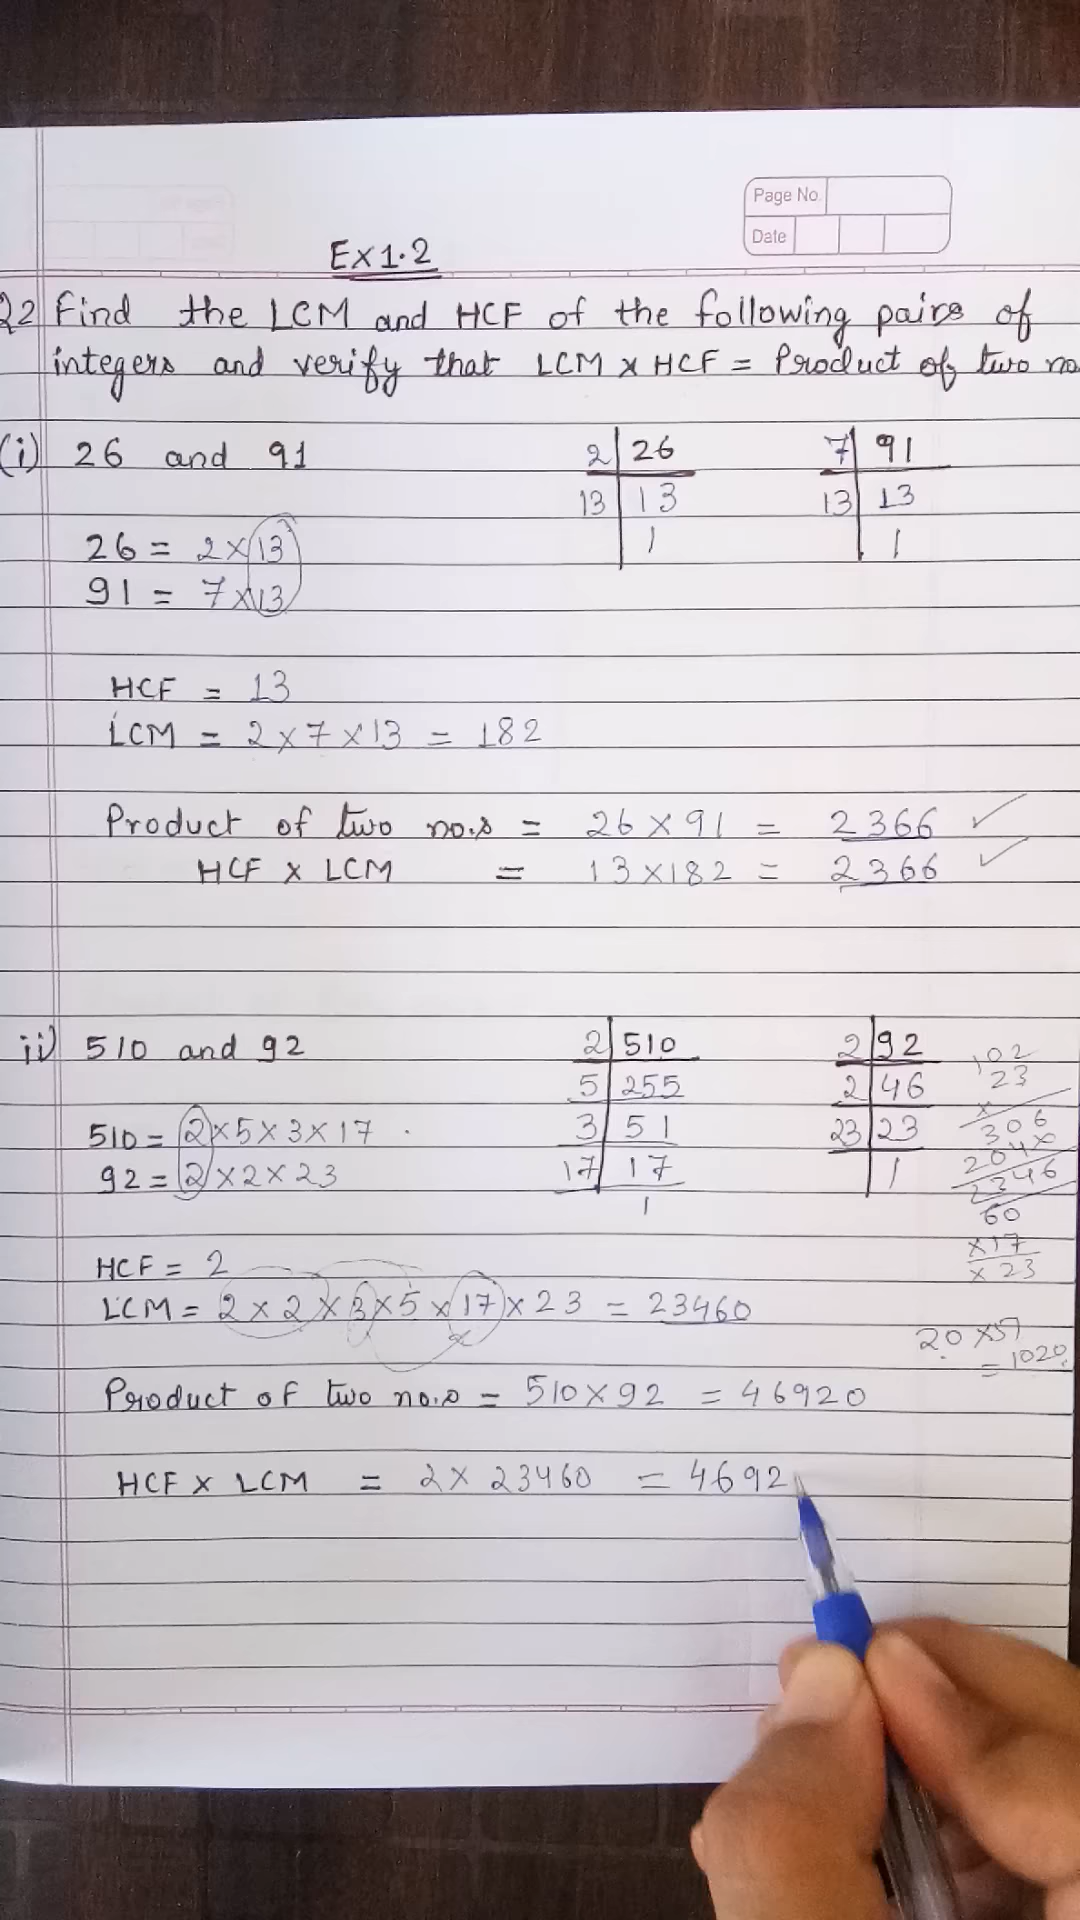 Page No.
Date
Ex 1.2
Q2 Find the LCM and HCF of the following pairs of
integers and verify that LCM x HCF = Product of two no
(i) 26 and 91
2 | 26
13 | 13
1
7 | 91
13 | 13
1
26 = 2 x 13
91 = 7 x 13
HCF = 13
LCM = 2 x 7 x 13 = 182
Product of two no.s = 26 x 91 = 2366 ✓
HCF x LCM = 13 x 182 = 2366 ✓
ii) 510 and 92
2 | 510
5 | 255
3 | 51
17 | 17
1
2 | 92
2 | 46
23 | 23
1
102
x 23
306
204x
2346
60
x17
x 23
20 x 51
= 1020
510 = 2 x 5 x 3 x 17
92 = 2 x 2 x 23
HCF = 2
LCM = 2 x 2 x 3 x 5 x 17 x 23 = 23460
Product of two no.s = 510 x 92 = 46920
HCF x LCM = 2 x 23460 = 4692